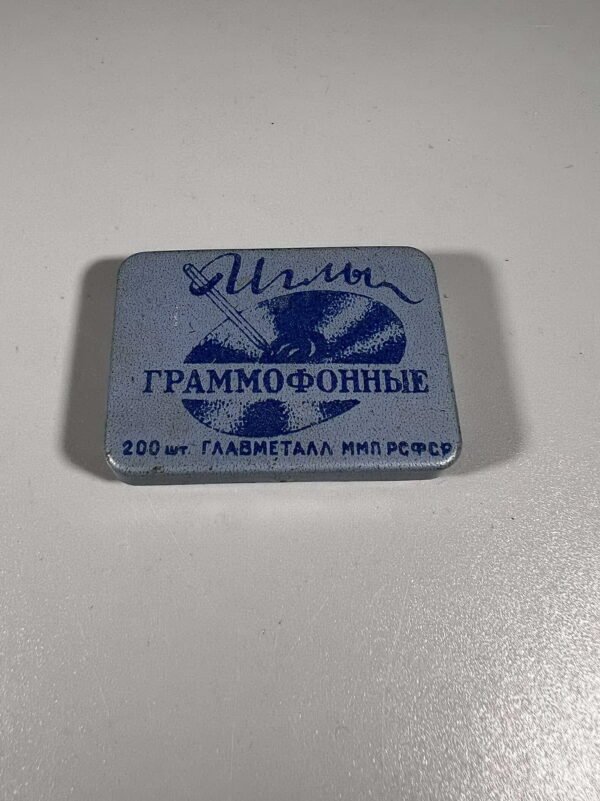 Иглы
ГРАММОФОННЫЕ
200 шт. ГЛАВМЕТАЛЛ ММП РСФСР